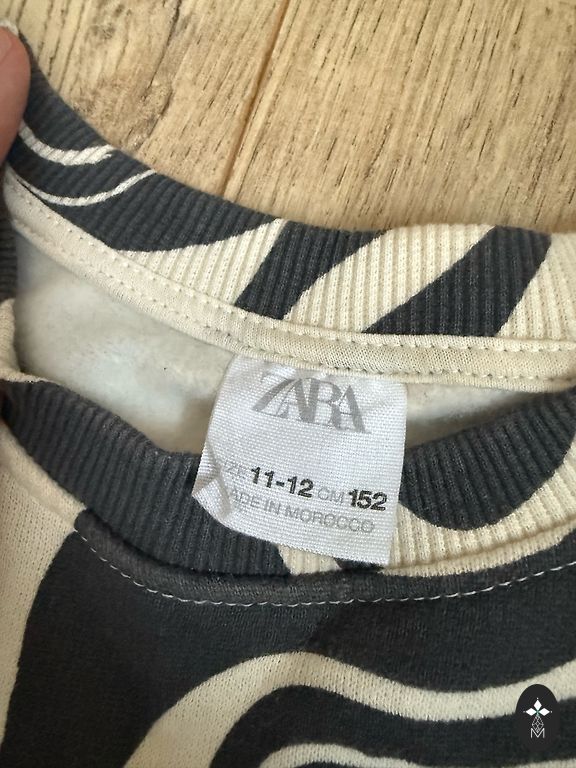 ZARA
SIZE 11-12 CM 152
MADE IN MOROCCO
M